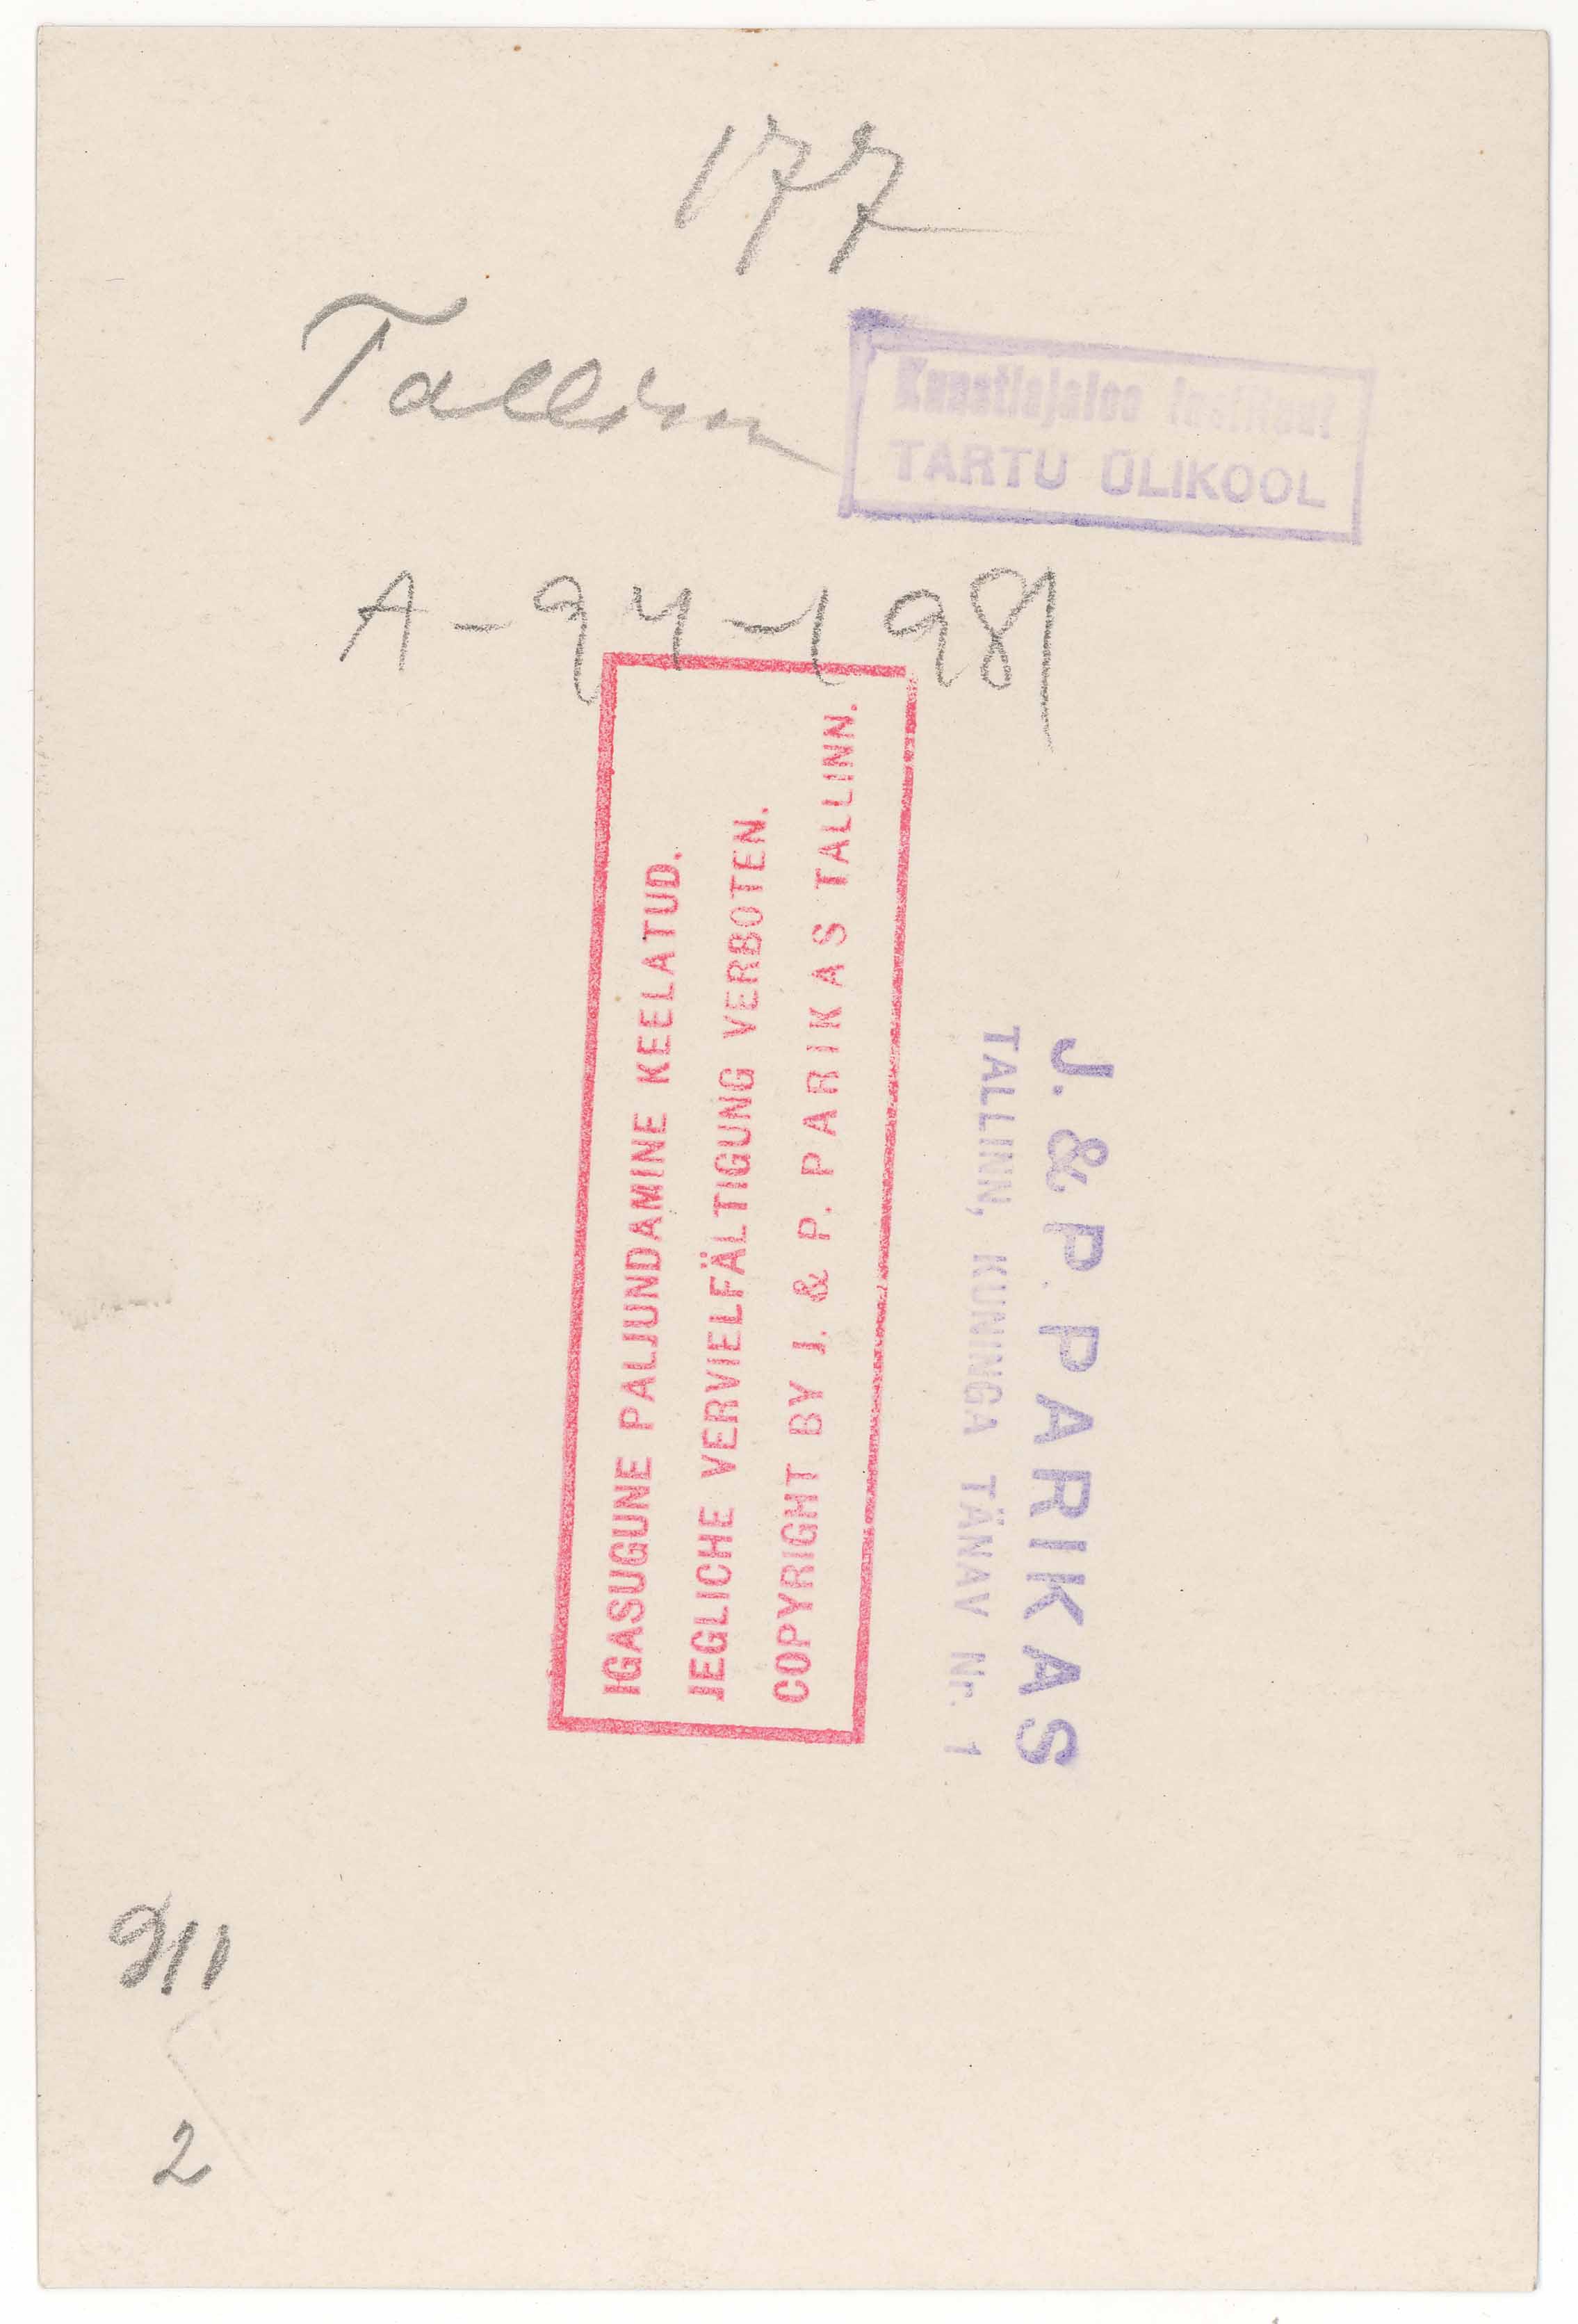 177
Tallinn
Kunstiajaloo Instituut
TARTU ÜLIKOOL
A-94-1981
IGASUGUNE PALJUNDAMINE KEELATUD.
JEGLICHE VERVIELFÄLTIGUNG VERBOTEN.
COPYRIGHT BY J. & P. PARIKAS TALLINN.
J. & P. PARIKAS
TALLINN, KUNINGA TÄNAV Nr. 1
911
2